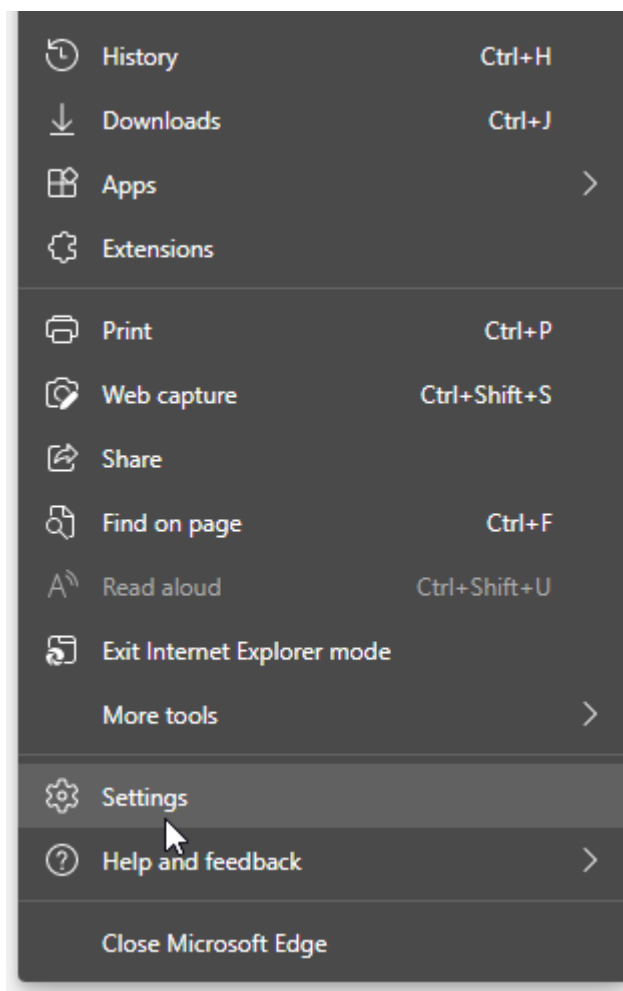 History Ctrl+H
Downloads Ctrl+J
Apps
Extensions
Print Ctrl+P
Web capture Ctrl+Shift+S
Share
Find on page Ctrl+F
Read aloud Ctrl+Shift+U
Exit Internet Explorer mode
More tools
Settings
Help and feedback
Close Microsoft Edge